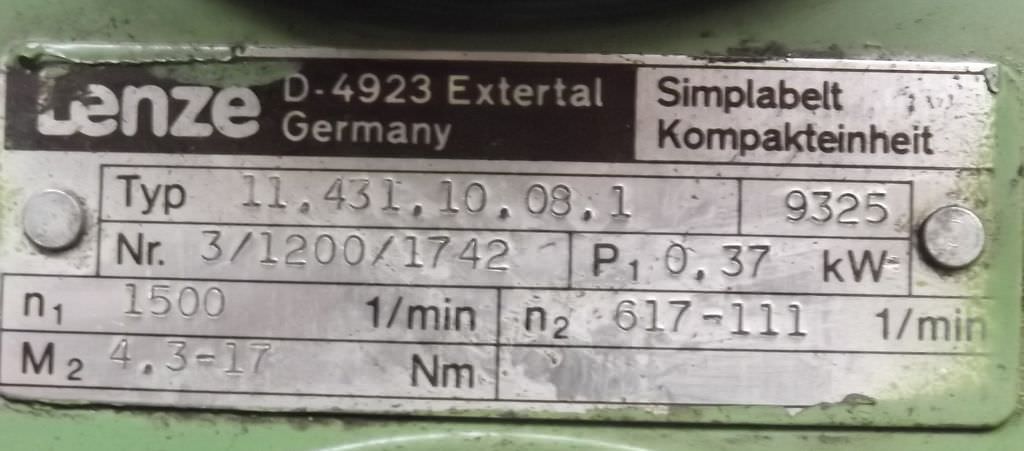 Lenze D-4923 Extertal Germany
Simplabelt Kompakteinheit
Typ 11.431.10.08.1 9325
Nr. 3/1200/1742 P1 0,37 kW
n1 1500 1/min n2 617-111 1/min
M2 4.3-17 Nm